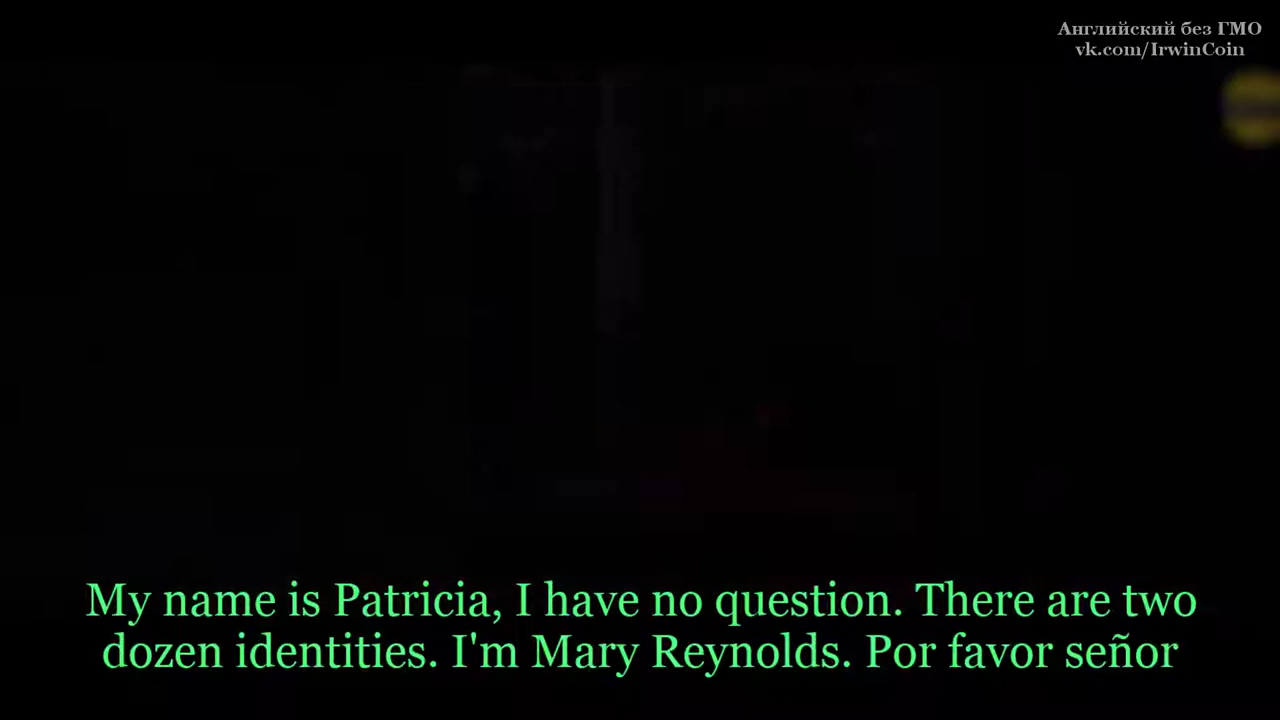 Английский без ГМО
vk.com/IrwinCoin
My name is Patricia, I have no question. There are two
dozen identities. I'm Mary Reynolds. Por favor señor